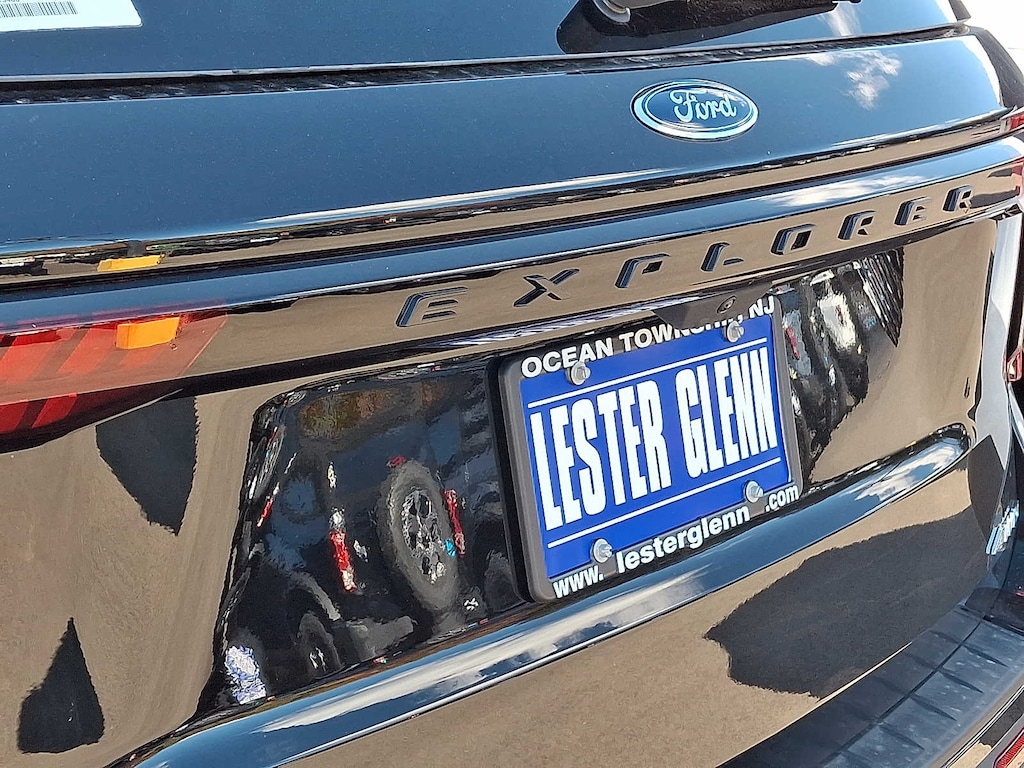 Ford
EXPLORER
OCEAN TOWNSHIP, NJ
LESTER GLENN
www.lesterglenn.com